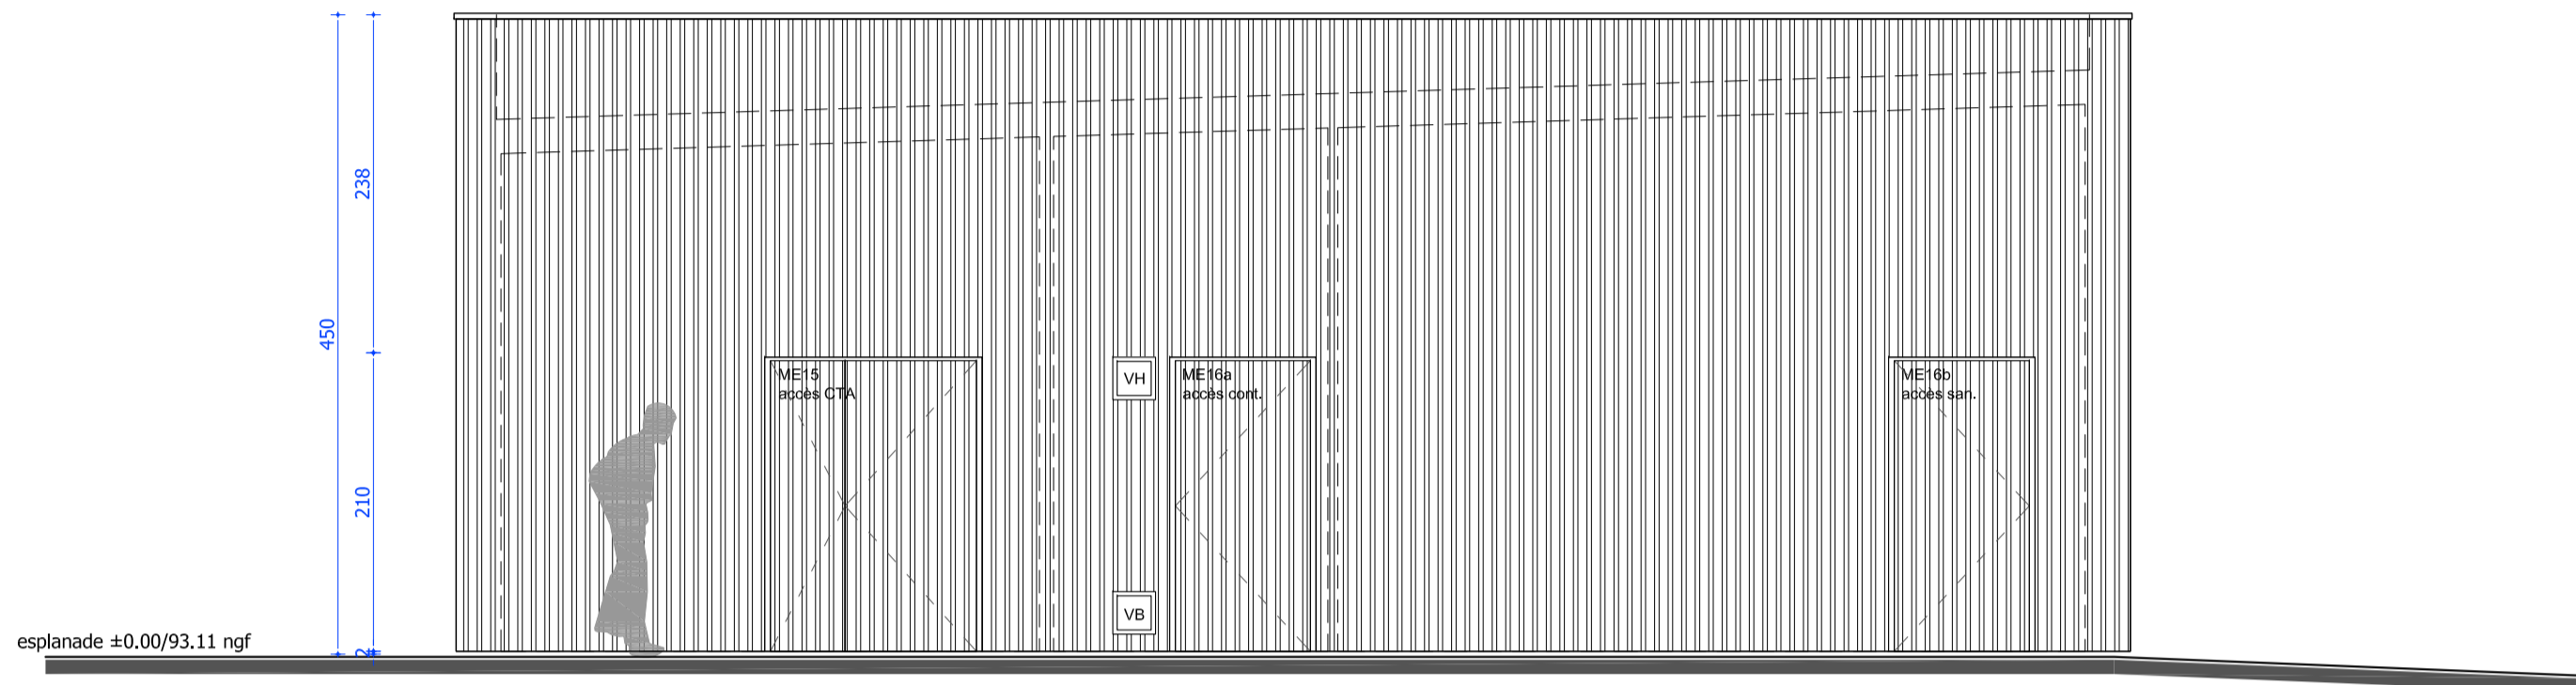 238
450
210
2
ME15
accès CTA
VH
ME16a
accès cont.
ME16b
accès san.
VB
esplanade ±0.00/93.11 ngf